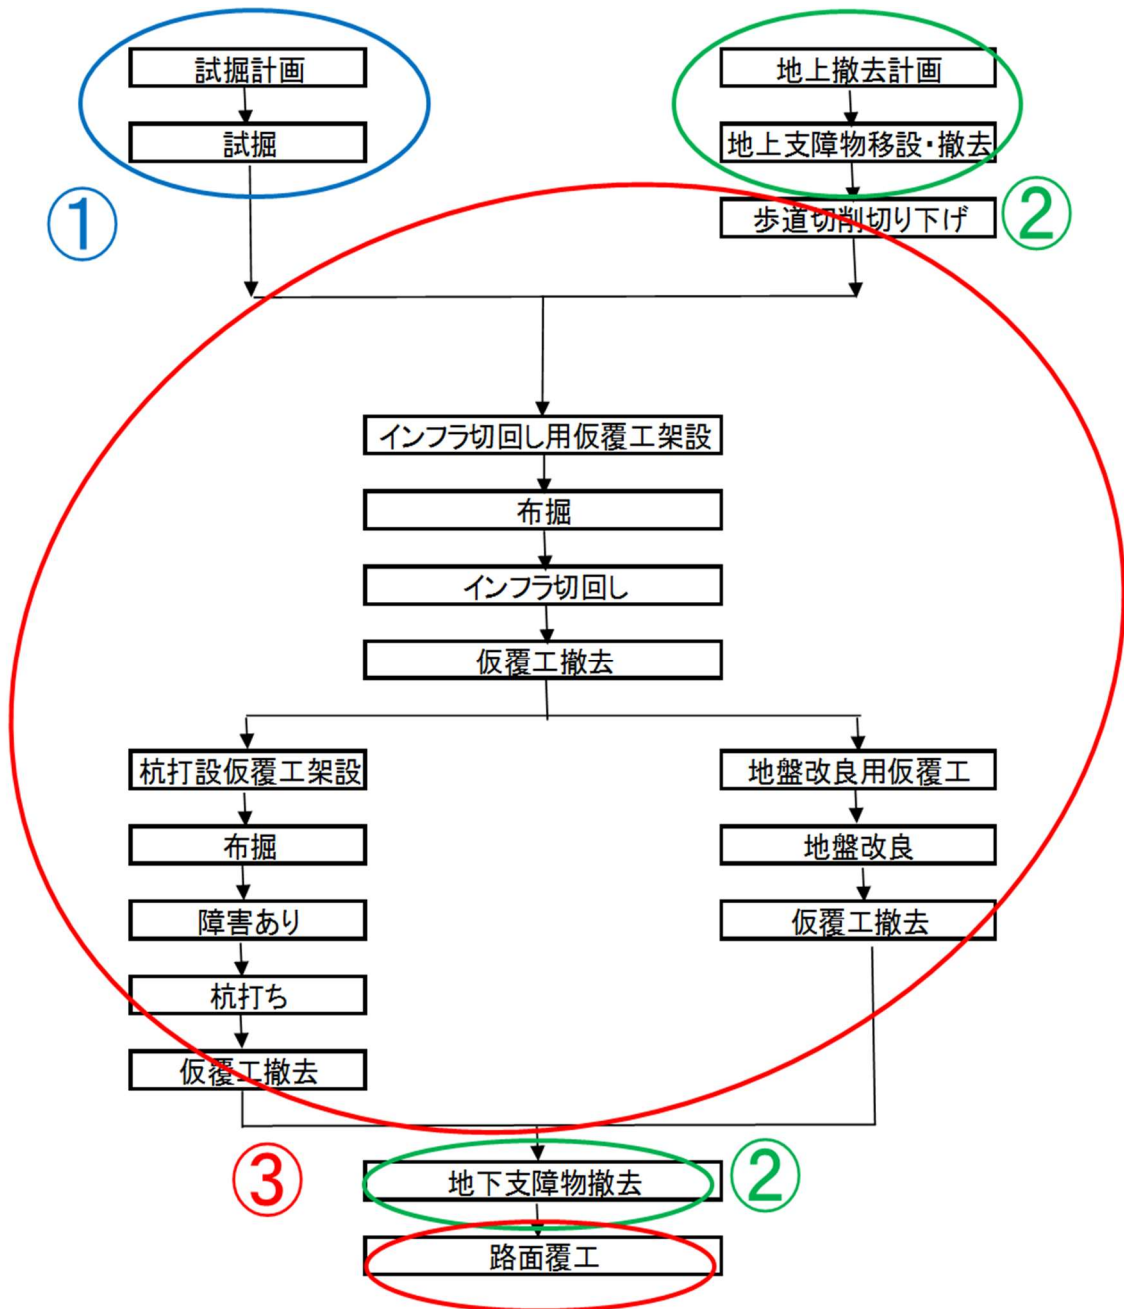 試掘計画
地上撤去計画
試掘
地上支障物移設・撤去
①
歩道切削切り下げ
②
インフラ切回し用仮覆工架設
布掘
インフラ切回し
仮覆工撤去
杭打設仮覆工架設
地盤改良用仮覆工
布掘
地盤改良
障害あり
仮覆工撤去
杭打ち
仮覆工撤去
③
地下支障物撤去
②
路面覆工